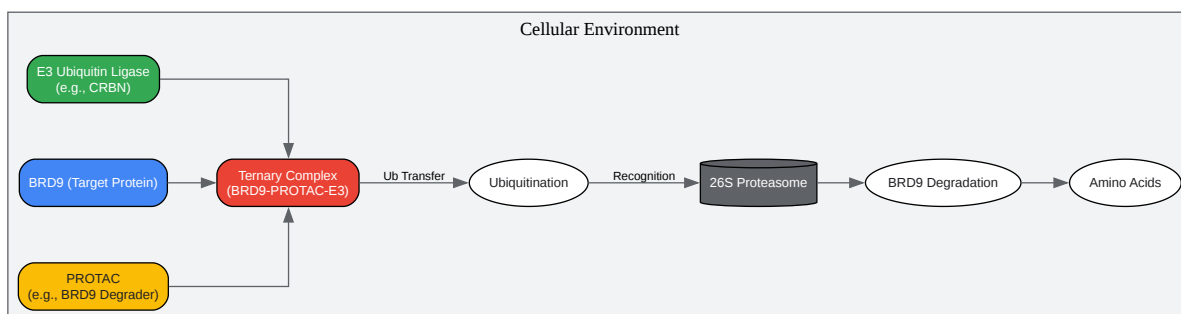 Cellular Environment
E3 Ubiquitin Ligase
(e.g., CRBN)
BRD9 (Target Protein)
Ternary Complex
(BRD9-PROTAC-E3)
Ub Transfer
Ubiquitination
Recognition
26S Proteasome
BRD9 Degradation
Amino Acids
PROTAC
(e.g., BRD9 Degrader)